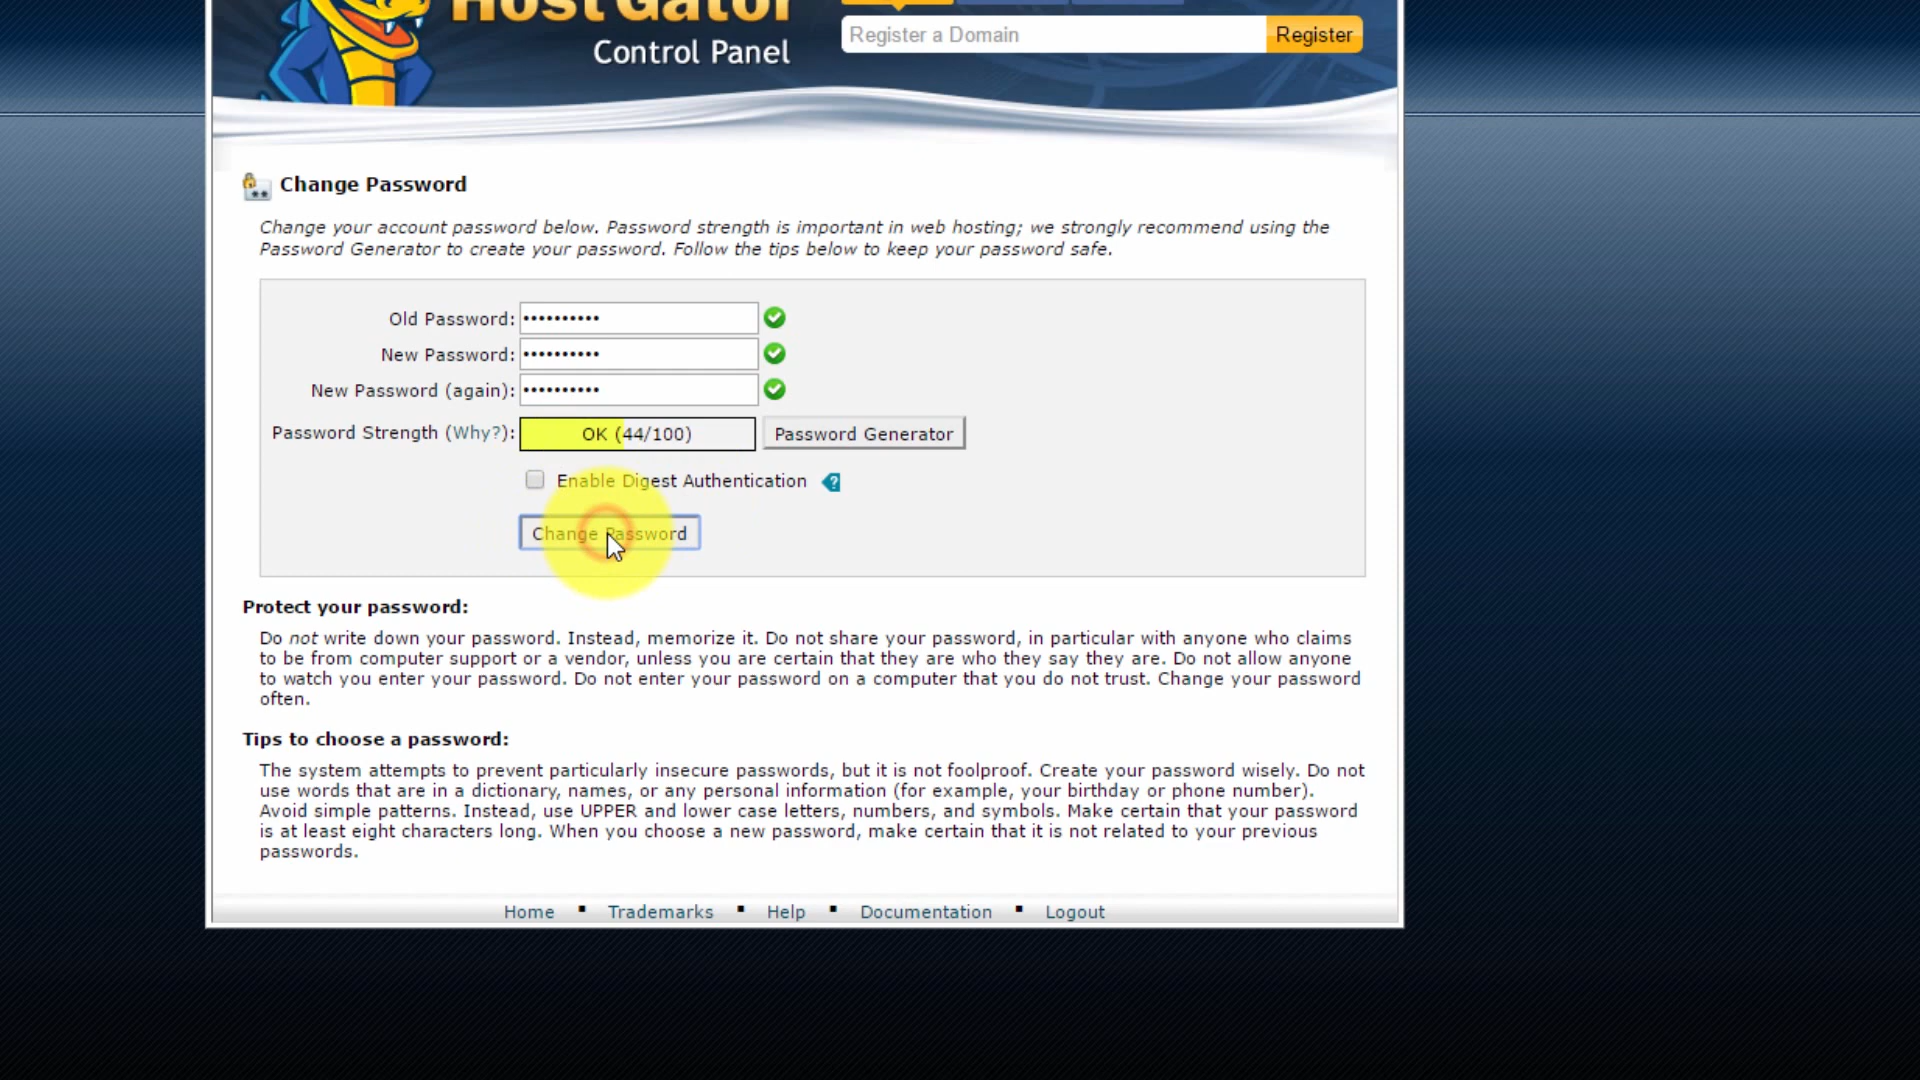 HostGator
Control Panel
Register a Domain
Register
Change Password
Change your account password below. Password strength is important in web hosting; we strongly recommend using the
Password Generator to create your password. Follow the tips below to keep your password safe.
Old Password: ••••••••••
New Password: ••••••••••
New Password (again): ••••••••••
Password Strength (Why?): OK (44/100) Password Generator
Enable Digest Authentication ?
Change Password
Protect your password:
Do not write down your password. Instead, memorize it. Do not share your password, in particular with anyone who claims
to be from computer support or a vendor, unless you are certain that they are who they say they are. Do not allow anyone
to watch you enter your password. Do not enter your password on a computer that you do not trust. Change your password
often.
Tips to choose a password:
The system attempts to prevent particularly insecure passwords, but it is not foolproof. Create your password wisely. Do not
use words that are in a dictionary, names, or any personal information (for example, your birthday or phone number).
Avoid simple patterns. Instead, use UPPER and lower case letters, numbers, and symbols. Make certain that your password
is at least eight characters long. When you choose a new password, make certain that it is not related to your previous
passwords.
Home ▪ Trademarks ▪ Help ▪ Documentation ▪ Logout